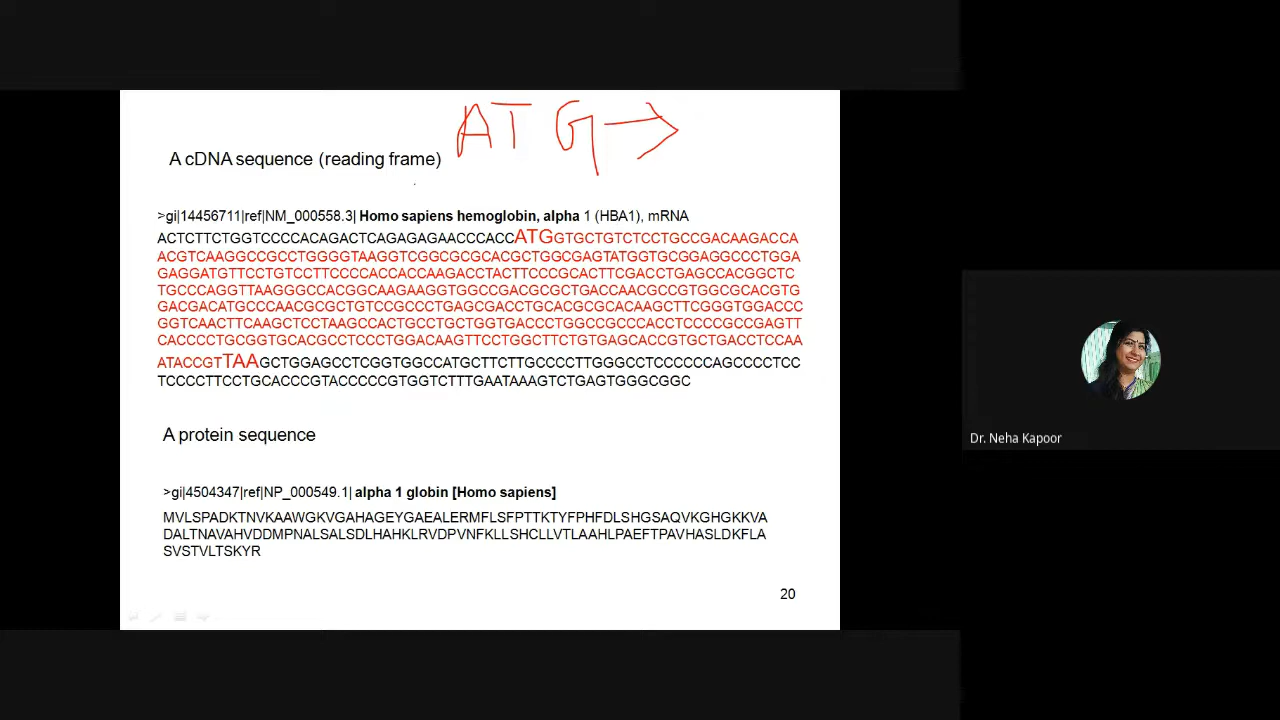 ATG→
A cDNA sequence (reading frame)
>gi|14456711|ref|NM_000558.3| Homo sapiens hemoglobin, alpha 1 (HBA1), mRNA
ACTCTTCTGGTCCCCACAGACTCAGAGAGAACCCACCATGGTGCTGTCTCCTGCCGACAAGACCA
ACGTCAAGGCCGCCTGGGGTAAGGTCGGCGCGCACGCTGGCGAGTATGGTGCGGAGGCCCTGGA
GAGGATGTTCCTGTCCTTCCCCACCACCAAGACCTACTTCCCGCACTTCGACCTGAGCCACGGCTC
TGCCCAGGTTAAGGGCCACGGCAAGAAGGTGGCCGACGCGCTGACCAACGCCGTGGCGCACGTG
GACGACATGCCCAACGCGCTGTCCGCCCTGAGCGACCTGCACGCGCACAAGCTTCGGGTGGACCC
GGTCAACTTCAAGCTCCTAAGCCACTGCCTGCTGGTGACCCTGGCCGCCCACCTCCCCGCCGAGTT
CACCCCTGCGGTGCACGCCTCCCTGGACAAGTTCCTGGCTTCTGTGAGCACCGTGCTGACCTCCAA
ATACCGTTAAGCTGGAGCCTCGGTGGCCATGCTTCTTGCCCCTTGGGCCTCCCCCCAGCCCCTCC
TCCCCTTCCTGCACCCGTACCCCCGTGGTCTTTGAATAAAGTCTGAGTGGGCGGC
A protein sequence
>gi|4504347|ref|NP_000549.1| alpha 1 globin [Homo sapiens]
MVLSPADKTNVKAAWGKVGAHAGEYGAEALERMFLSFPTTKTYFPHFDLSHGSAQVKGHGKKVA
DALTNAVAHVDDMPNALSALSDLHAHKLRVDPVNFKLLSHCLLVTLAAHLPAEFTPAVHASLDKFLA
SVSTVLTSKYR
20
Dr. Neha Kapoor